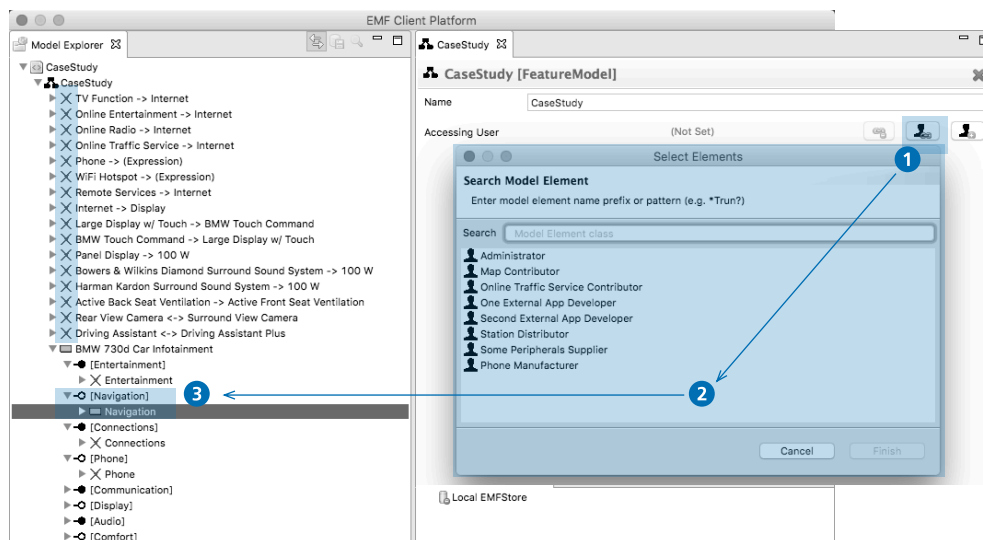 EMF Client Platform
Model Explorer
CaseStudy
CaseStudy
TV Function -> Internet
Online Entertainment -> Internet
Online Radio -> Internet
Online Traffic Service -> Internet
Phone -> (Expression)
WiFi Hotspot -> (Expression)
Remote Services -> Internet
Internet -> Display
Large Display w/ Touch -> BMW Touch Command
BMW Touch Command -> Large Display w/ Touch
Panel Display -> 100 W
Bowers & Wilkins Diamond Surround Sound System -> 100 W
Harman Kardon Surround Sound System -> 100 W
Active Back Seat Ventilation -> Active Front Seat Ventilation
Rear View Camera <-> Surround View Camera
Driving Assistant <-> Driving Assistant Plus
BMW 730d Car Infotainment
[Entertainment]
Entertainment
[Navigation]
Navigation
[Connections]
Connections
[Phone]
Phone
[Communication]
[Display]
[Audio]
[Comfort]
CaseStudy
CaseStudy [FeatureModel]
Name CaseStudy
Accessing User (Not Set)
1
Select Elements
Search Model Element
Enter model element name prefix or pattern (e.g. *Trun?)
Search Model Element class
Administrator
Map Contributor
Online Traffic Service Contributor
One External App Developer
Second External App Developer
Station Distributor
Some Peripherals Supplier
Phone Manufacturer
2
3
Cancel Finish
Local EMFStore